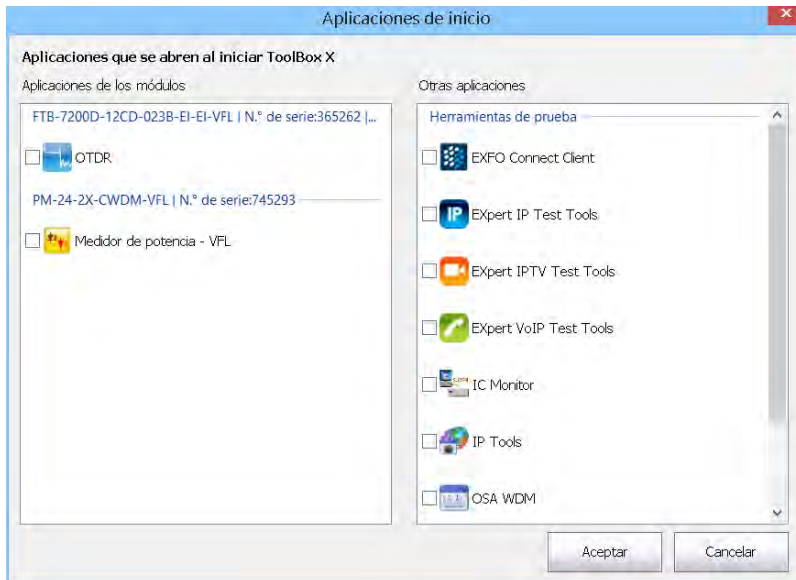 Aplicaciones de inicio
Aplicaciones que se abren al iniciar ToolBox X
Aplicaciones de los módulos
FTB-7200D-12CD-023B-EI-EI-VFL | N.° de serie:365262 |...
OTDR
PM-24-2X-CWDM-VFL | N.° de serie:745293
Medidor de potencia - VFL
Otras aplicaciones
Herramientas de prueba
EXFO Connect Client
IP
EXpert IP Test Tools
EXpert IPTV Test Tools
EXpert VoIP Test Tools
IC Monitor
IP Tools
OSA WDM
Aceptar
Cancelar